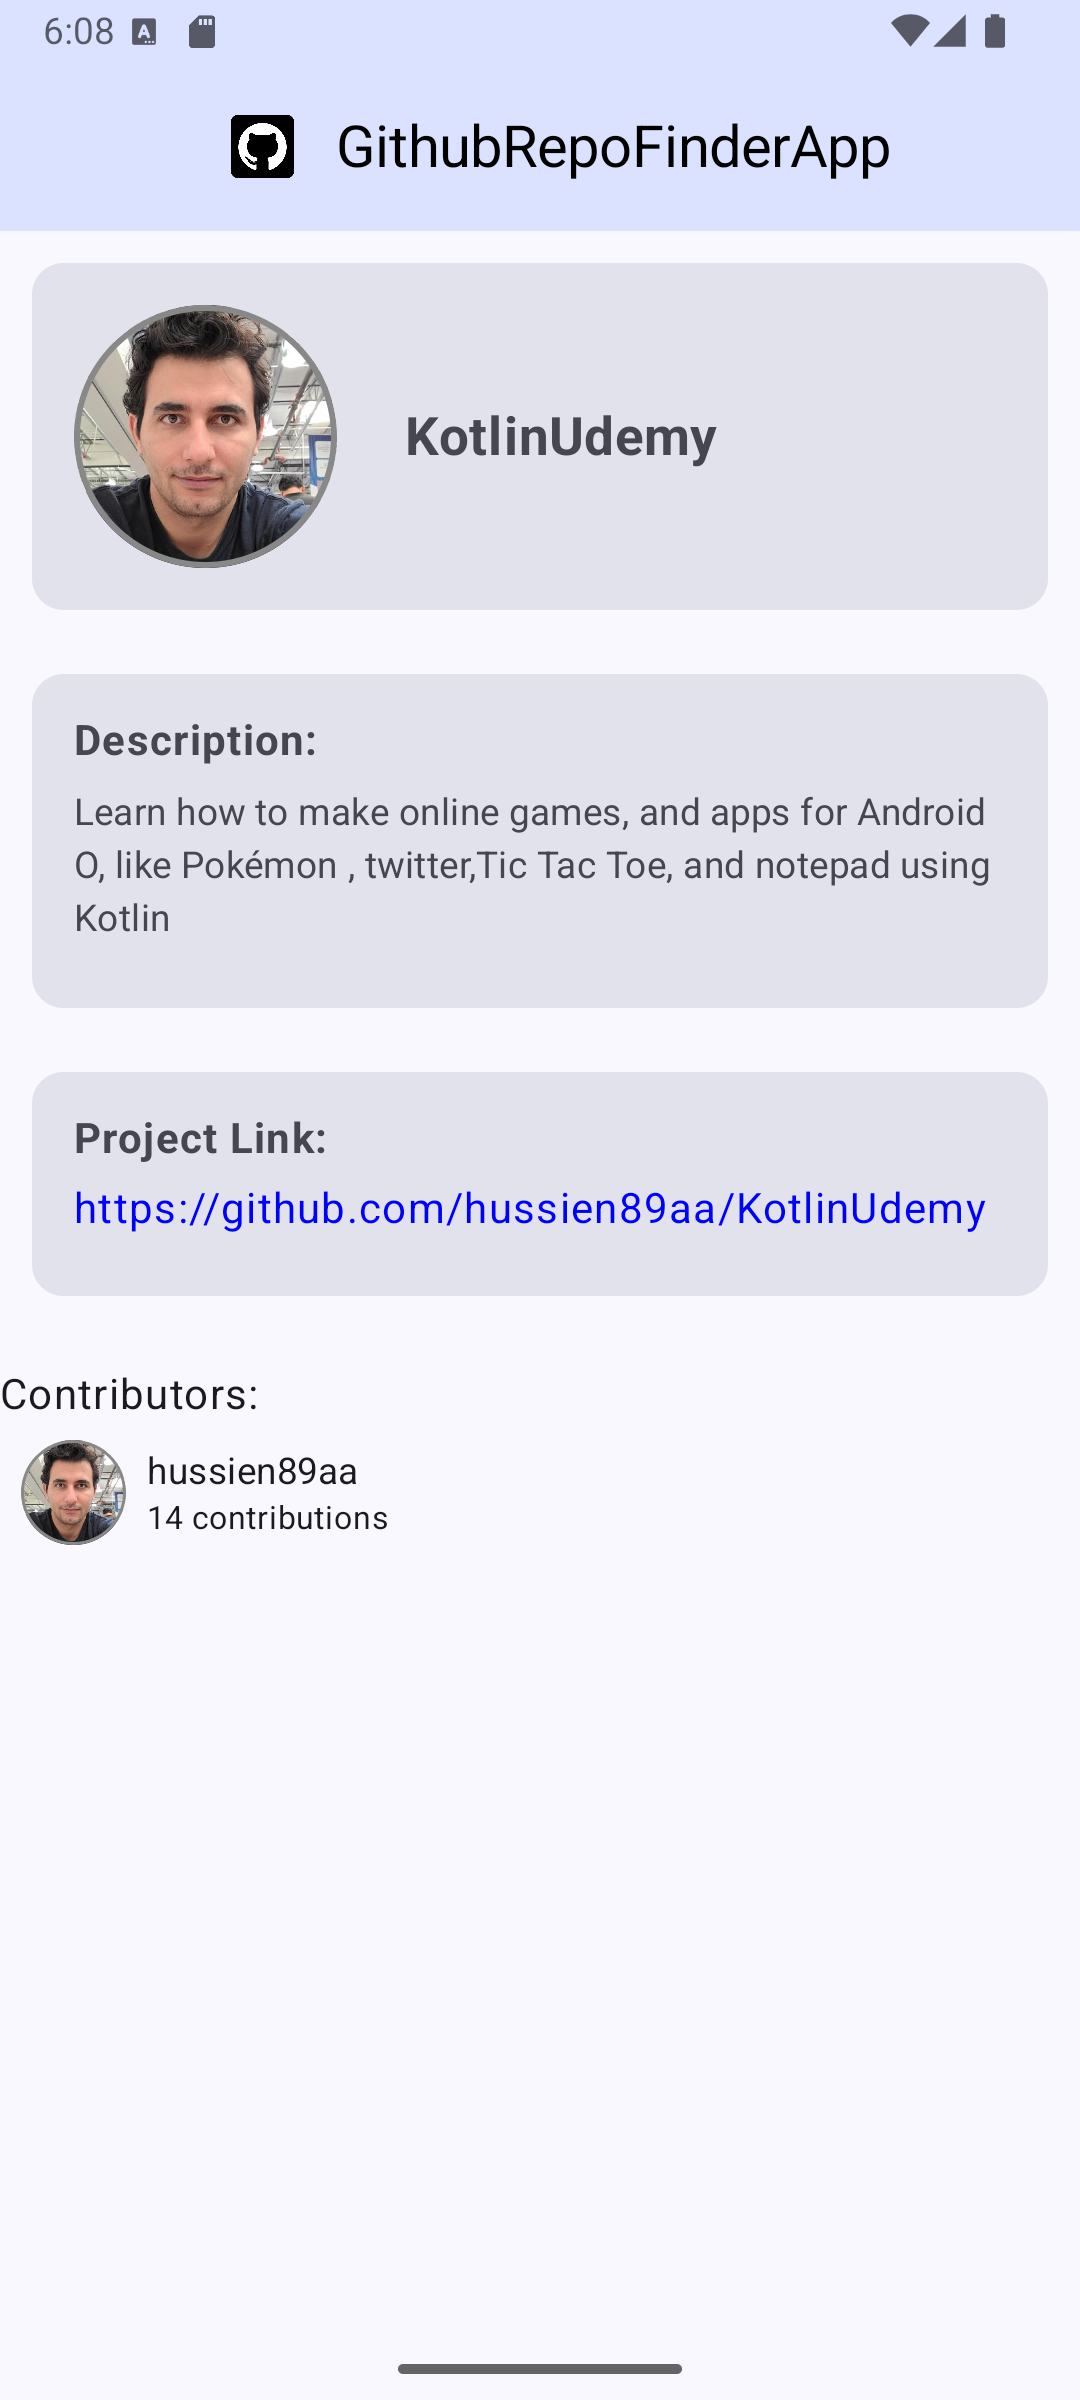 6:08
GithubRepoFinderApp
KotlinUdemy
Description:
Learn how to make online games, and apps for Android
O, like Pokémon , twitter,Tic Tac Toe, and notepad using
Kotlin
Project Link:
https://github.com/hussien89aa/KotlinUdemy
Contributors:
hussien89aa
14 contributions